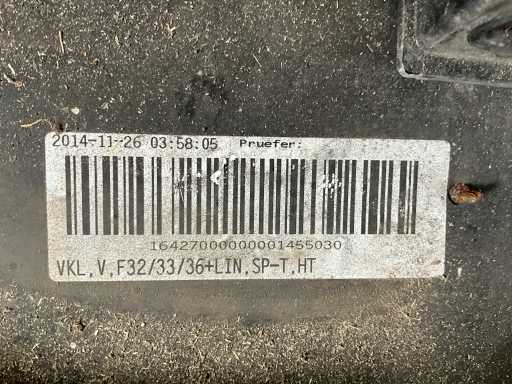 2014-11-26 03:58:05 Pruefer:
16427000000001455030
VKL,V,F32/33/36+LIN,SP-T,HT